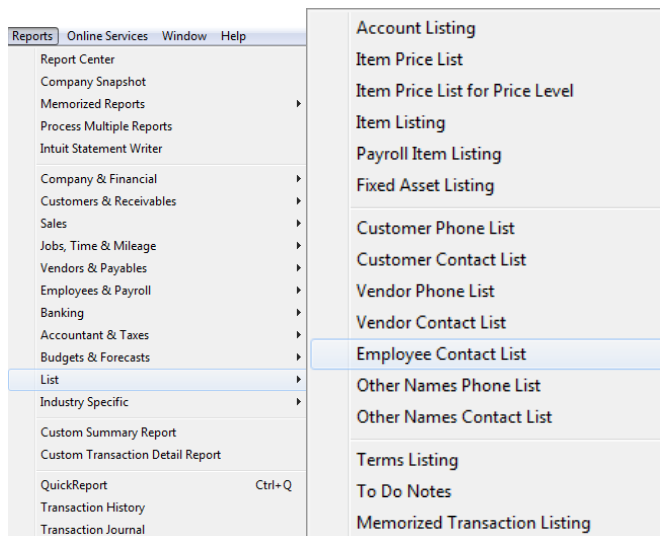 Reports Online Services Window Help
Report Center
Company Snapshot
Memorized Reports
Process Multiple Reports
Intuit Statement Writer
Company & Financial
Customers & Receivables
Sales
Jobs, Time & Mileage
Vendors & Payables
Employees & Payroll
Banking
Accountant & Taxes
Budgets & Forecasts
List
Industry Specific
Custom Summary Report
Custom Transaction Detail Report
QuickReport Ctrl+Q
Transaction History
Transaction Journal
Account Listing
Item Price List
Item Price List for Price Level
Item Listing
Payroll Item Listing
Fixed Asset Listing
Customer Phone List
Customer Contact List
Vendor Phone List
Vendor Contact List
Employee Contact List
Other Names Phone List
Other Names Contact List
Terms Listing
To Do Notes
Memorized Transaction Listing